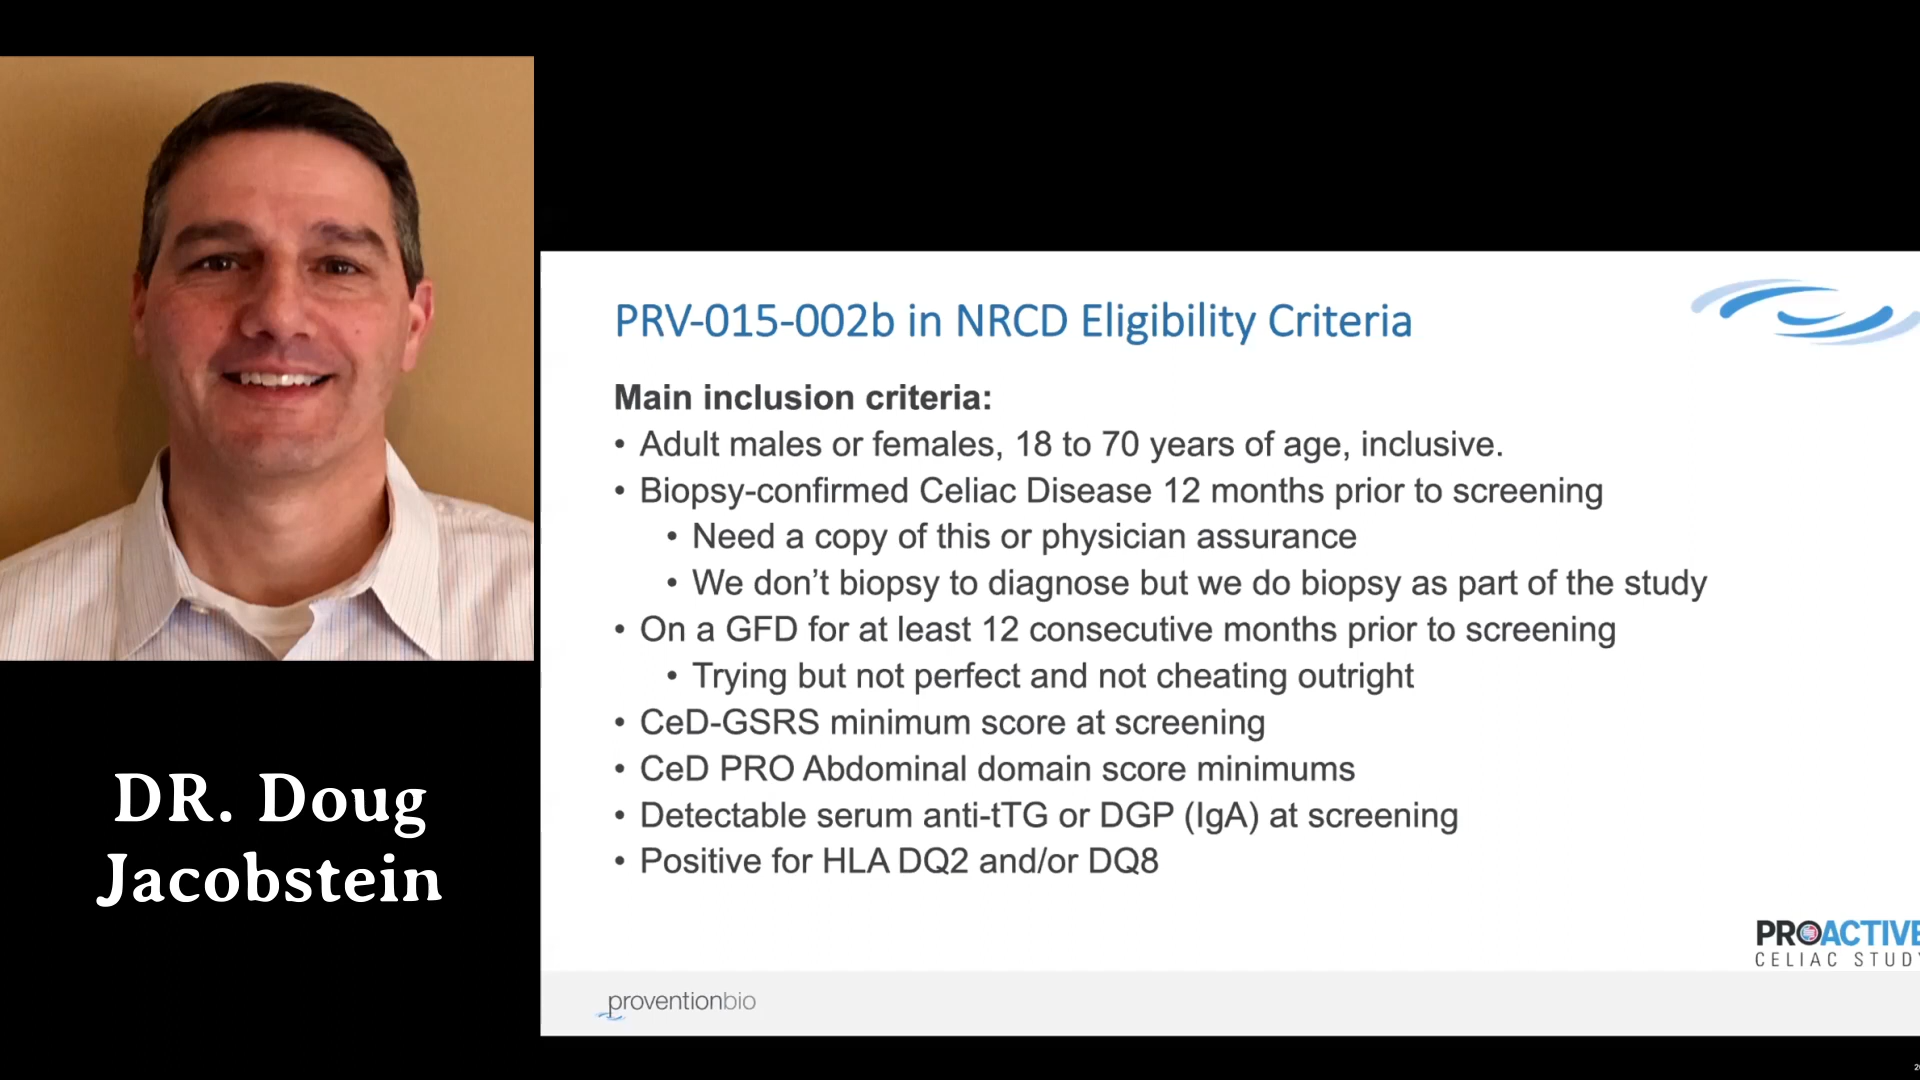 DR. Doug
Jacobstein
PRV-015-002b in NRCD Eligibility Criteria
Main inclusion criteria:
• Adult males or females, 18 to 70 years of age, inclusive.
• Biopsy-confirmed Celiac Disease 12 months prior to screening
• Need a copy of this or physician assurance
• We don’t biopsy to diagnose but we do biopsy as part of the study
• On a GFD for at least 12 consecutive months prior to screening
• Trying but not perfect and not cheating outright
• CeD-GSRS minimum score at screening
• CeD PRO Abdominal domain score minimums
• Detectable serum anti-tTG or DGP (IgA) at screening
• Positive for HLA DQ2 and/or DQ8
PROACTIVE
CELIAC STUDY
proventionbio